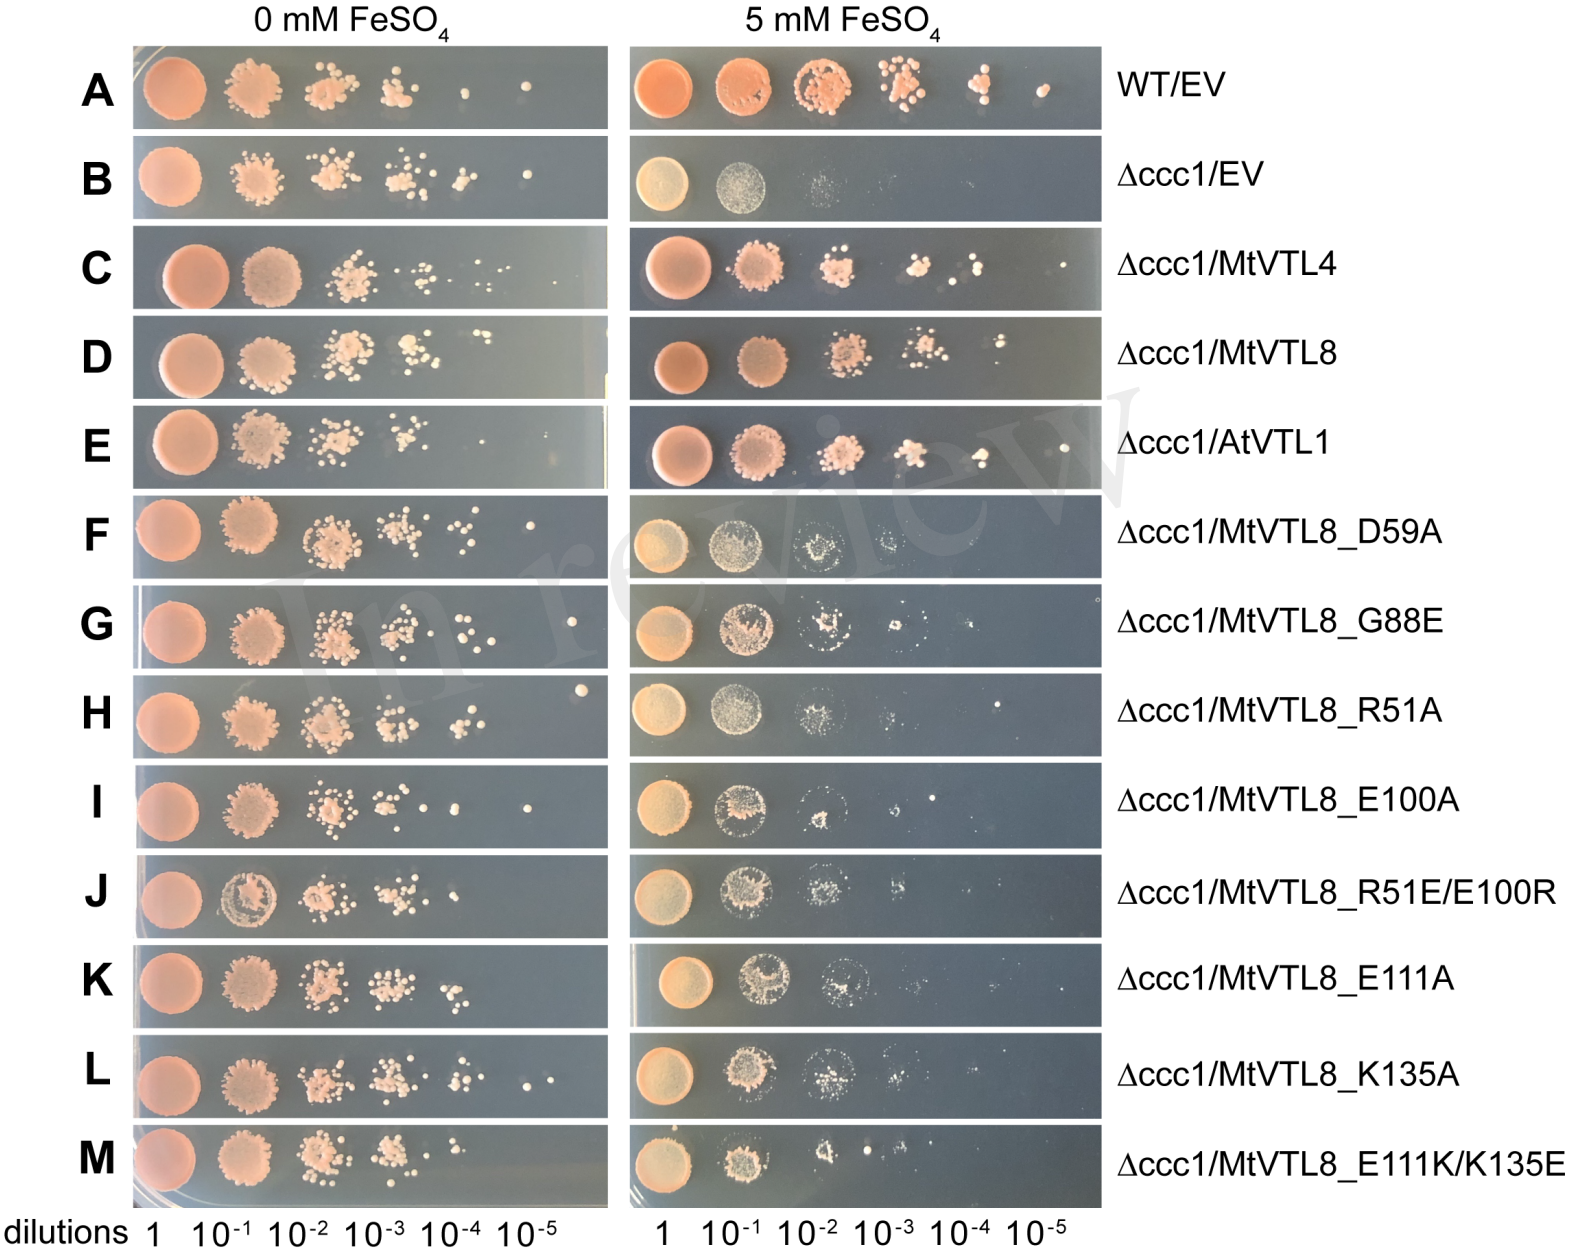 0 mM FeSO4 5 mM FeSO4
A WT/EV
B Δccc1/EV
C Δccc1/MtVTL4
D Δccc1/MtVTL8
E Δccc1/AtVTL1
F Δccc1/MtVTL8_D59A
G Δccc1/MtVTL8_G88E
H Δccc1/MtVTL8_R51A
I Δccc1/MtVTL8_E100A
J Δccc1/MtVTL8_R51E/E100R
K Δccc1/MtVTL8_E111A
L Δccc1/MtVTL8_K135A
M Δccc1/MtVTL8_E111K/K135E
dilutions 1 10-1 10-2 10-3 10-4 10-5 1 10-1 10-2 10-3 10-4 10-5
In review